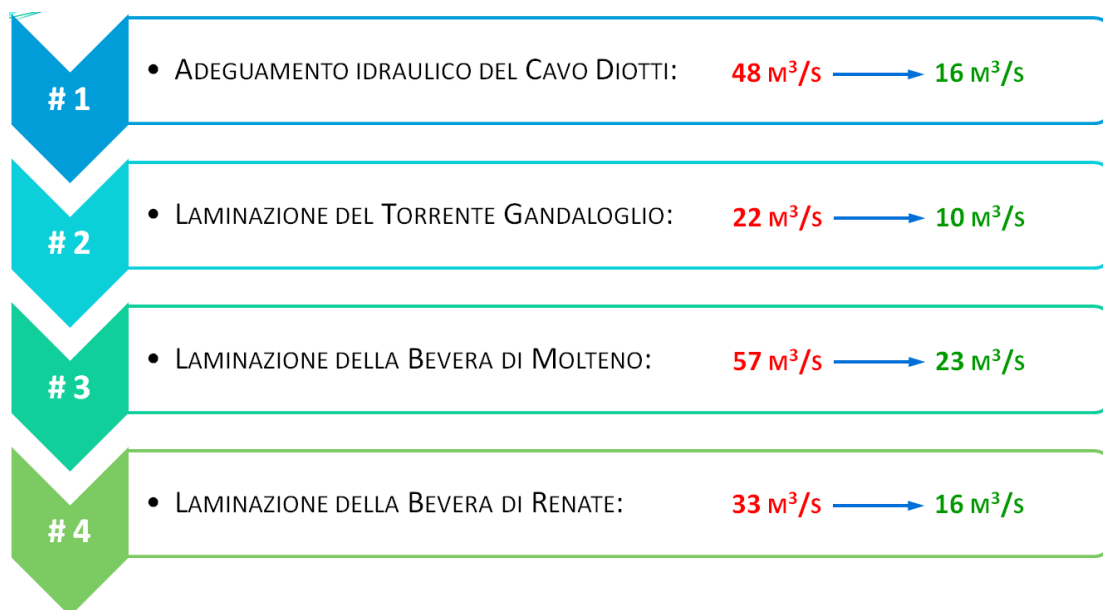 # 1
• Adeguamento idraulico del Cavo Diotti: 48 m³/s → 16 m³/s
# 2
• Laminazione del Torrente Gandaloglio: 22 m³/s → 10 m³/s
# 3
• Laminazione della Bevera di Molteno: 57 m³/s → 23 m³/s
# 4
• Laminazione della Bevera di Renate: 33 m³/s → 16 m³/s